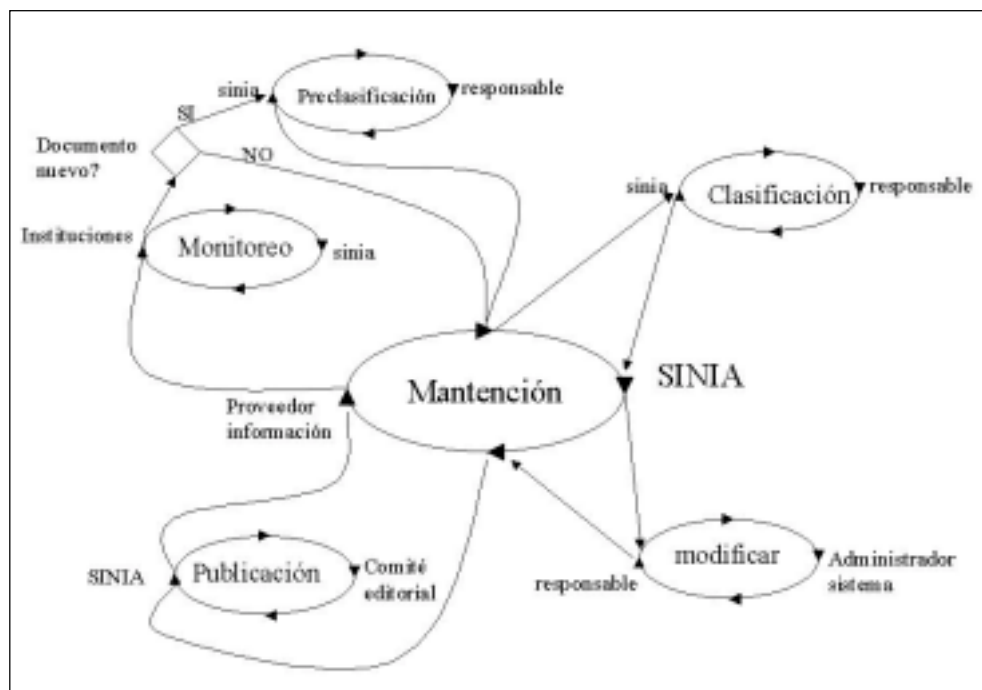 sinia
Preclasificación
responsable
SI
Documento
nuevo?
NO
sinia
Clasificación
responsable
Instituciones
Monitoreo
sinia
Mantención
SINIA
Proveedor
información
SINIA
Publicación
Comité
editorial
modificar
responsable
Administrador
sistema